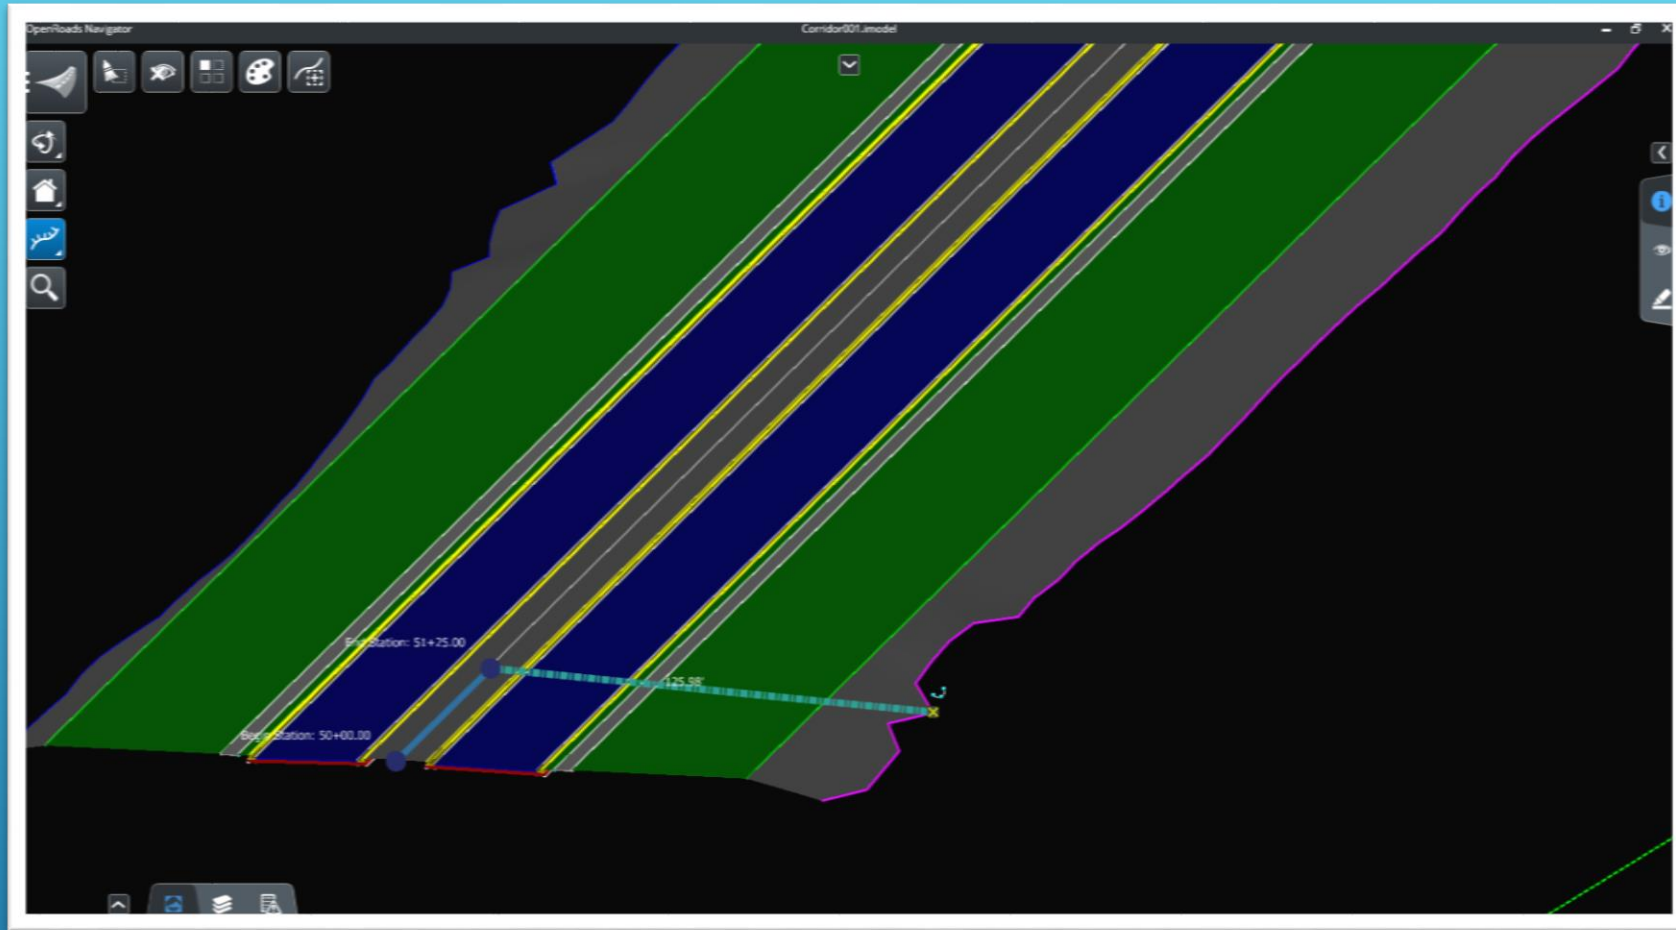 OpenRoads Navigator
Corridor001.imodel
End Station: 51+25.00
125.98'
Begin Station: 50+00.00